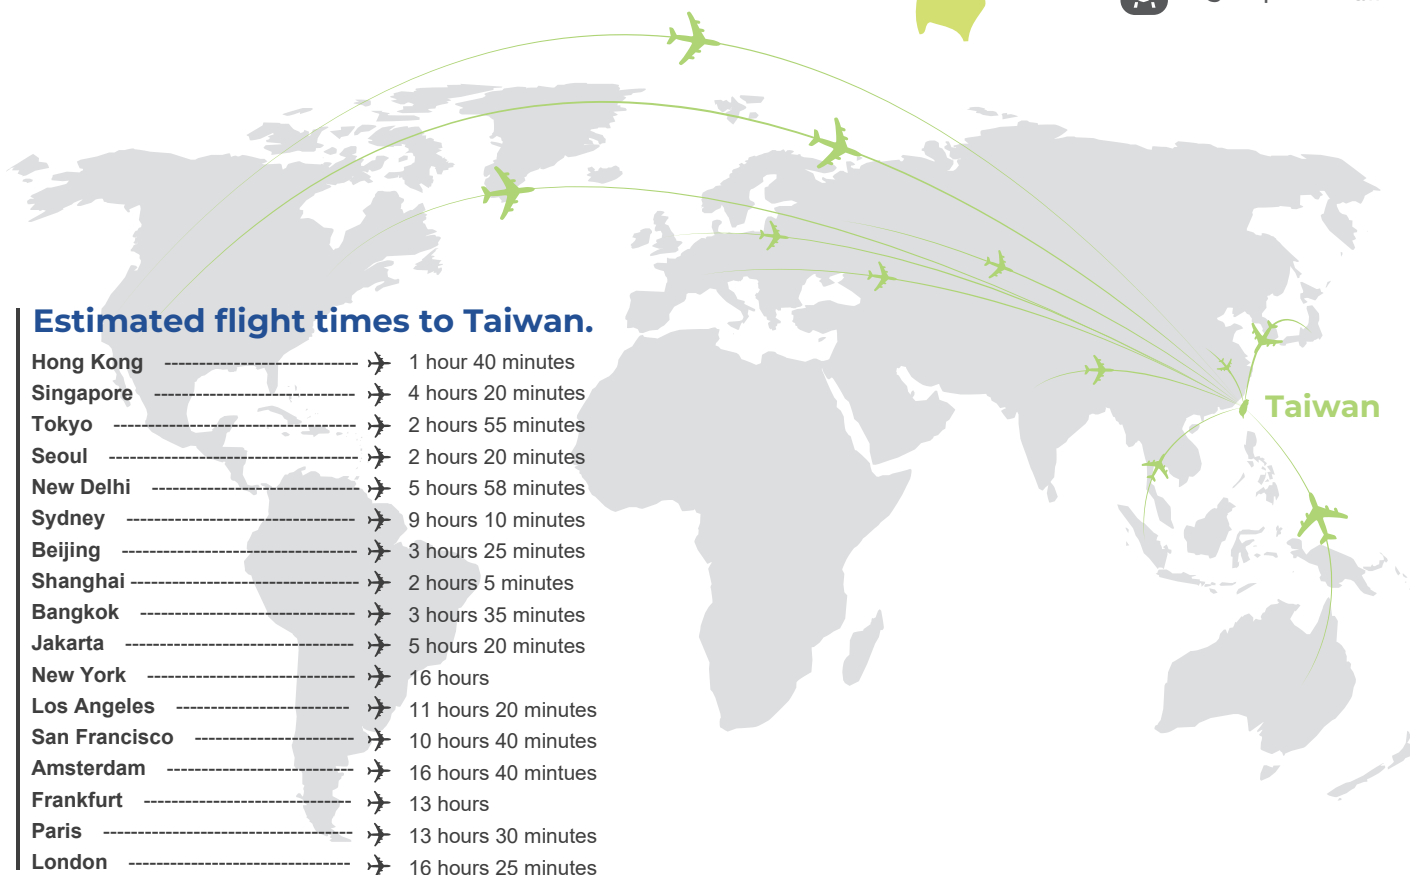 Estimated flight times to Taiwan.
Hong Kong ---------------------------- 1 hour 40 minutes
Singapore ----------------------------- 4 hours 20 minutes
Tokyo ----------------------------------- 2 hours 55 minutes
Seoul ------------------------------------ 2 hours 20 minutes
New Delhi ------------------------------ 5 hours 58 minutes
Sydney --------------------------------- 9 hours 10 minutes
Beijing ---------------------------------- 3 hours 25 minutes
Shanghai --------------------------------- 2 hours 5 minutes
Bangkok ------------------------------- 3 hours 35 minutes
Jakarta --------------------------------- 5 hours 20 minutes
New York ------------------------------ 16 hours
Los Angeles ------------------------- 11 hours 20 minutes
San Francisco ----------------------- 10 hours 40 minutes
Amsterdam --------------------------- 16 hours 40 mintues
Frankfurt ------------------------------ 13 hours
Paris ------------------------------------ 13 hours 30 minutes
London -------------------------------- 16 hours 25 minutes
Taiwan